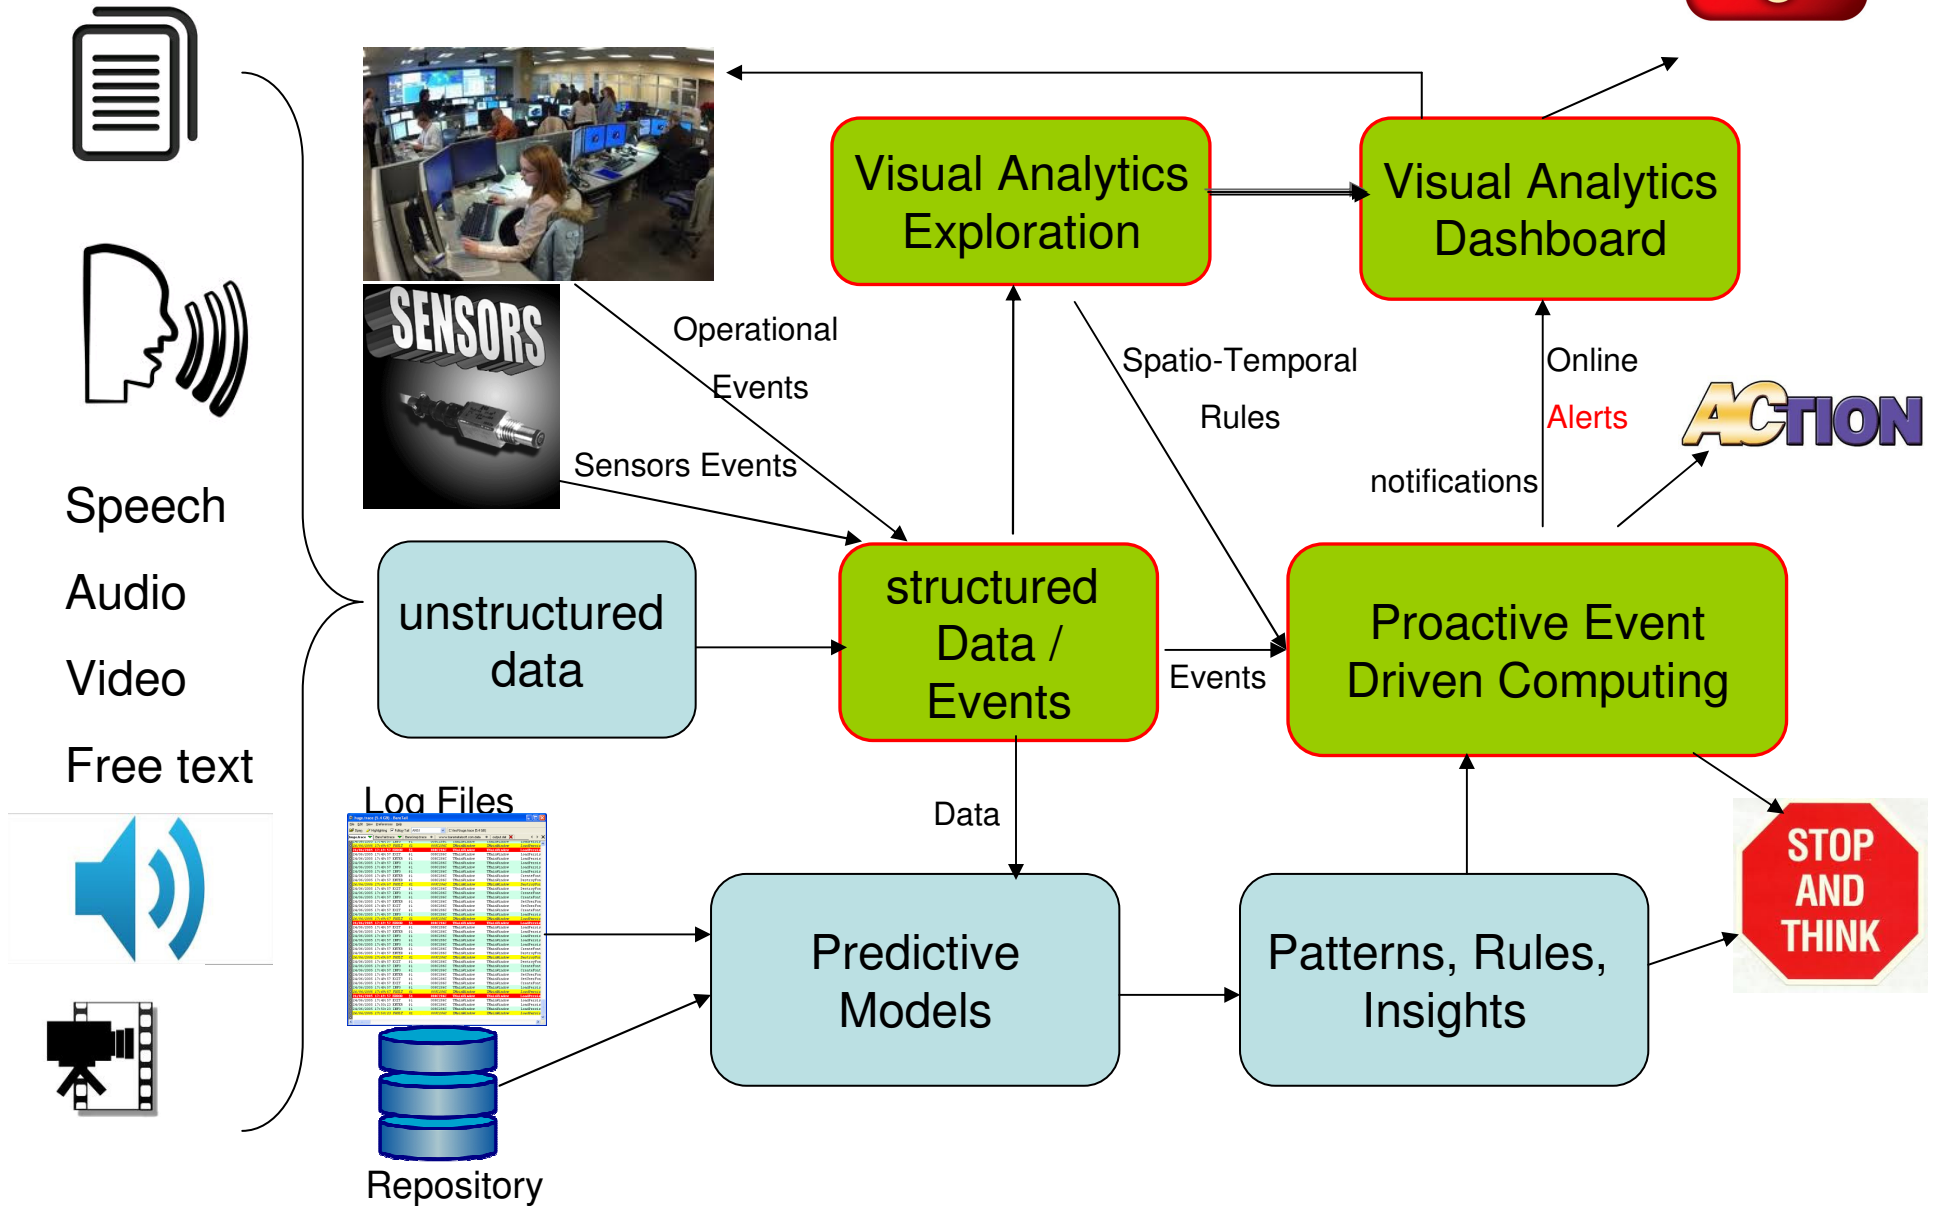 Visual Analytics
Exploration
Visual Analytics
Dashboard
SENSORS
Operational
Events
Sensors Events
Spatio-Temporal
Rules
Online
Alerts
notifications
ACTION
Speech
Audio
Video
Free text
unstructured
data
structured
Data /
Events
Events
Proactive Event
Driven Computing
Log Files
Data
Predictive
Models
Patterns, Rules,
Insights
STOP
AND
THINK
Repository